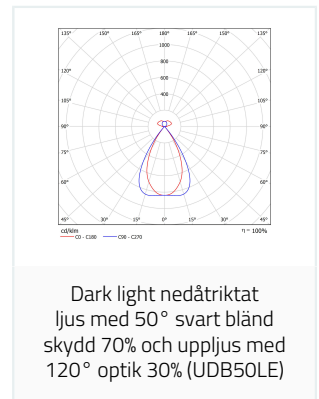 135° 150° 165° 180° 165° 150° 135°
1000
800
120° 600 120°
400
105° 105°
90° 90°
75° 75°
60° 60°
45° 30° 15° 0° 15° 30° 45°
cd/klm η = 100%
C0 - C180 C90 - C270
Dark light nedåtriktat
ljus med 50° svart bländ
skydd 70% och uppljus med
120° optik 30% (UDB50LE)